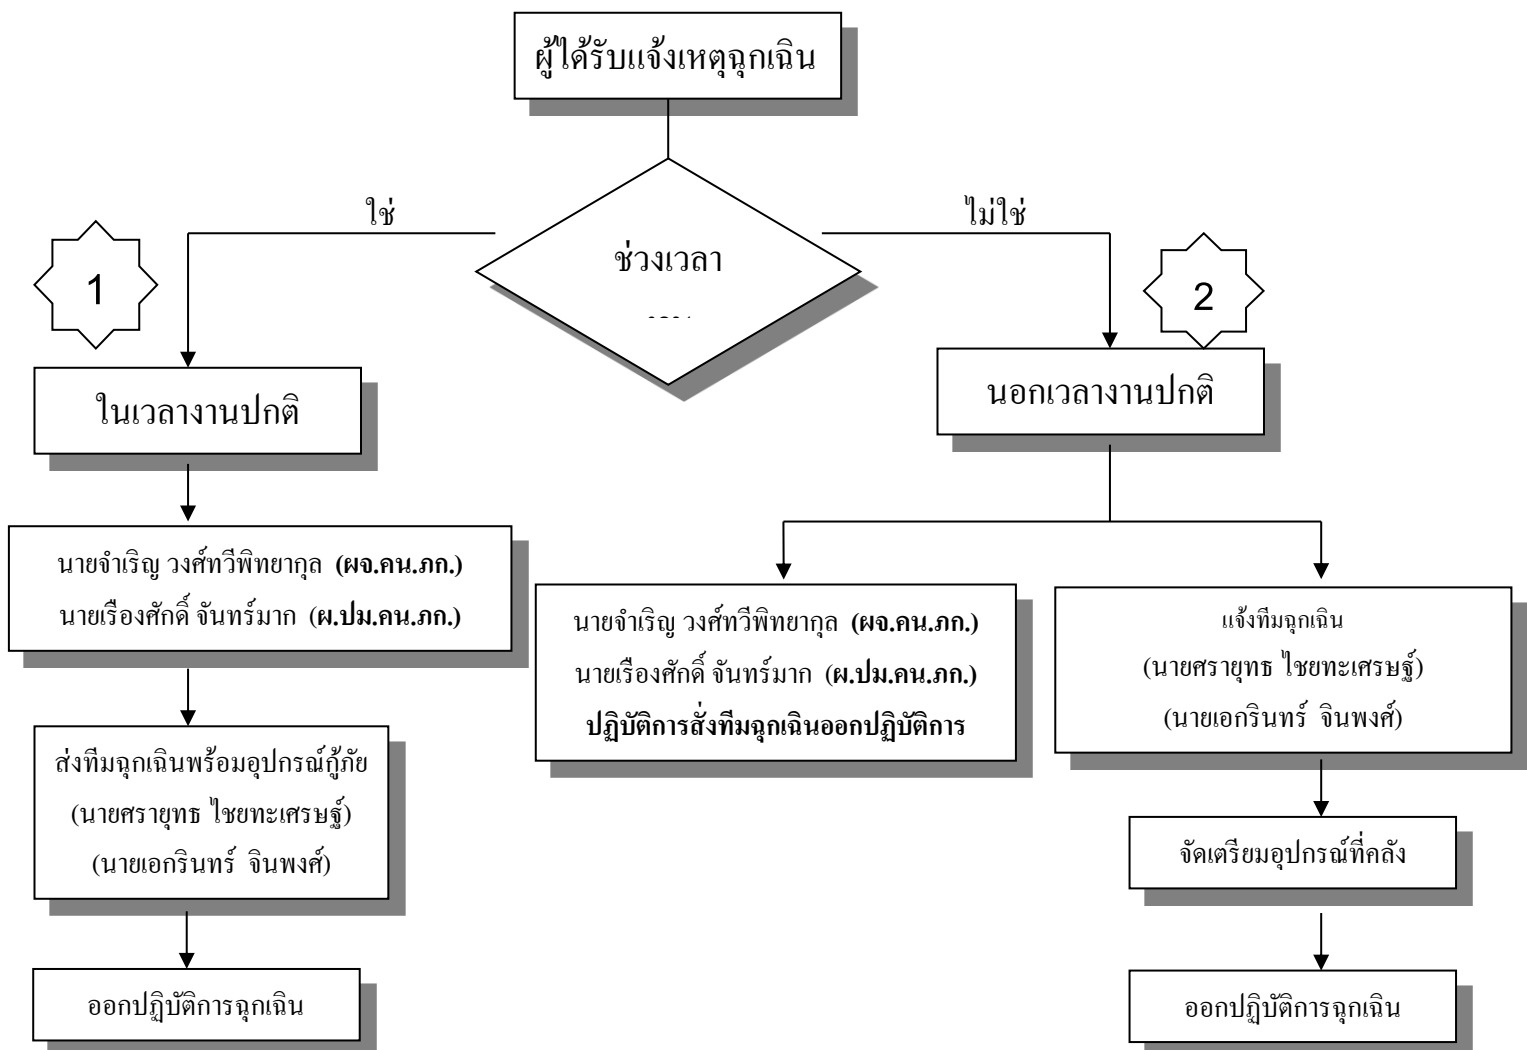 ผู้ได้รับแจ้งเหตุฉุกเฉิน
ใช่
ไม่ใช่
ช่วงเวลา
1
2
ในเวลางานปกติ
นอกเวลางานปกติ
นายจำเริญ วงศ์ทวีพิทยากุล (ผจ.คน.ภก.)
นายเรืองศักดิ์ จันทร์มาก (ผ.ปม.คน.ภก.)
ส่งทีมฉุกเฉินพร้อมอุปกรณ์กู้ภัย
(นายศรายุทธ ไชยทะเศรษฐ์)
(นายเอกรินทร์ จินพงศ์)
ออกปฏิบัติการฉุกเฉิน
นายจำเริญ วงศ์ทวีพิทยากุล (ผจ.คน.ภก.)
นายเรืองศักดิ์ จันทร์มาก (ผ.ปม.คน.ภก.)
ปฏิบัติการสั่งทีมฉุกเฉินออกปฏิบัติการ
แจ้งทีมฉุกเฉิน
(นายศรายุทธ ไชยทะเศรษฐ์)
(นายเอกรินทร์ จินพงศ์)
จัดเตรียมอุปกรณ์ที่คลัง
ออกปฏิบัติการฉุกเฉิน